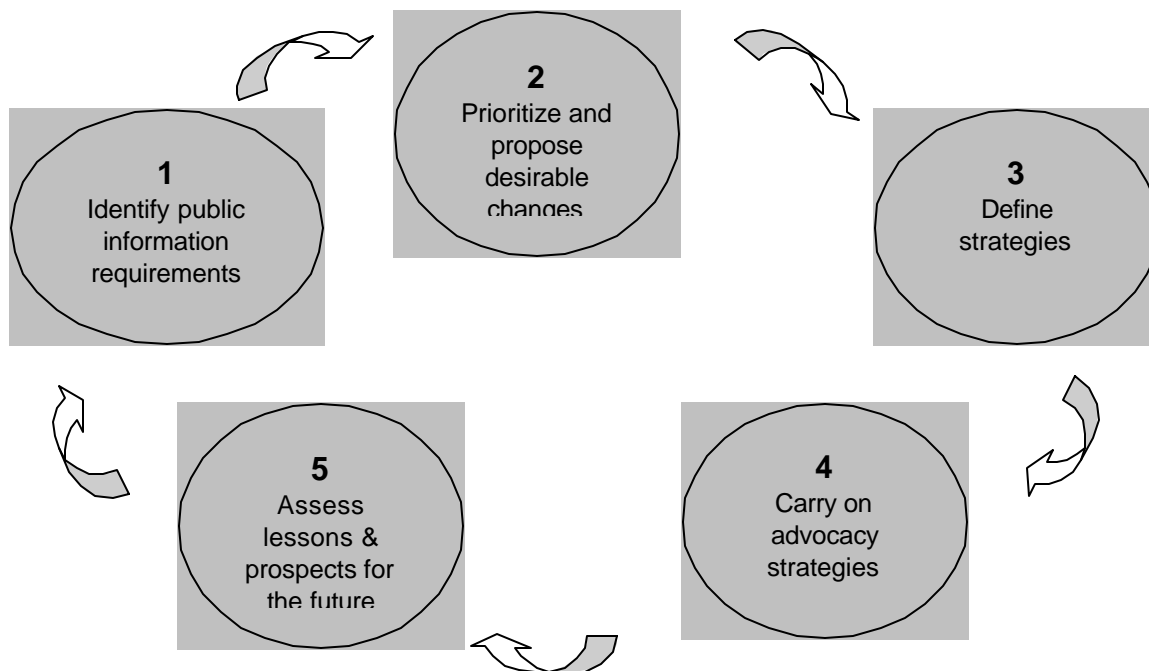 1
Identify public
information
requirements
2
Prioritize and
propose
desirable
changes
3
Define
strategies
4
Carry on
advocacy
strategies
5
Assess
lessons &
prospects for
the future